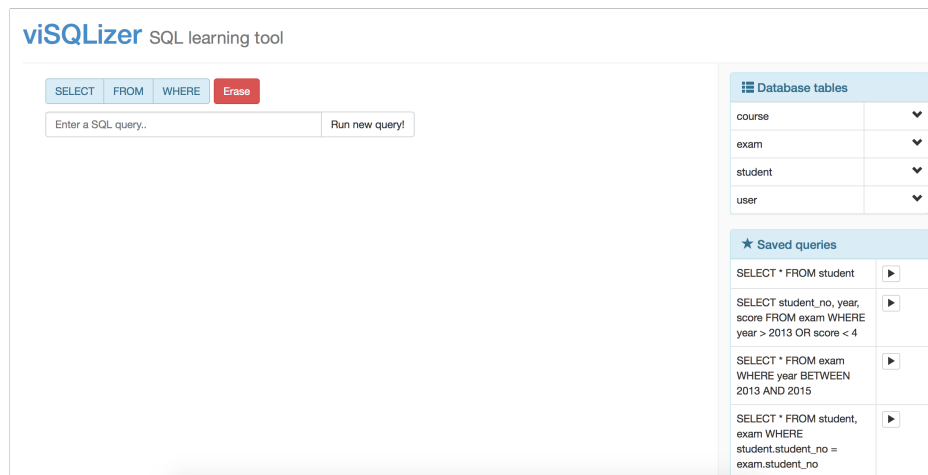 viSQLizer SQL learning tool
SELECT FROM WHERE Erase
Enter a SQL query.. Run new query!
Database tables
course
exam
student
user
Saved queries
SELECT * FROM student
SELECT student_no, year,
score FROM exam WHERE
year > 2013 OR score < 4
SELECT * FROM exam
WHERE year BETWEEN
2013 AND 2015
SELECT * FROM student,
exam WHERE
student.student_no =
exam.student_no